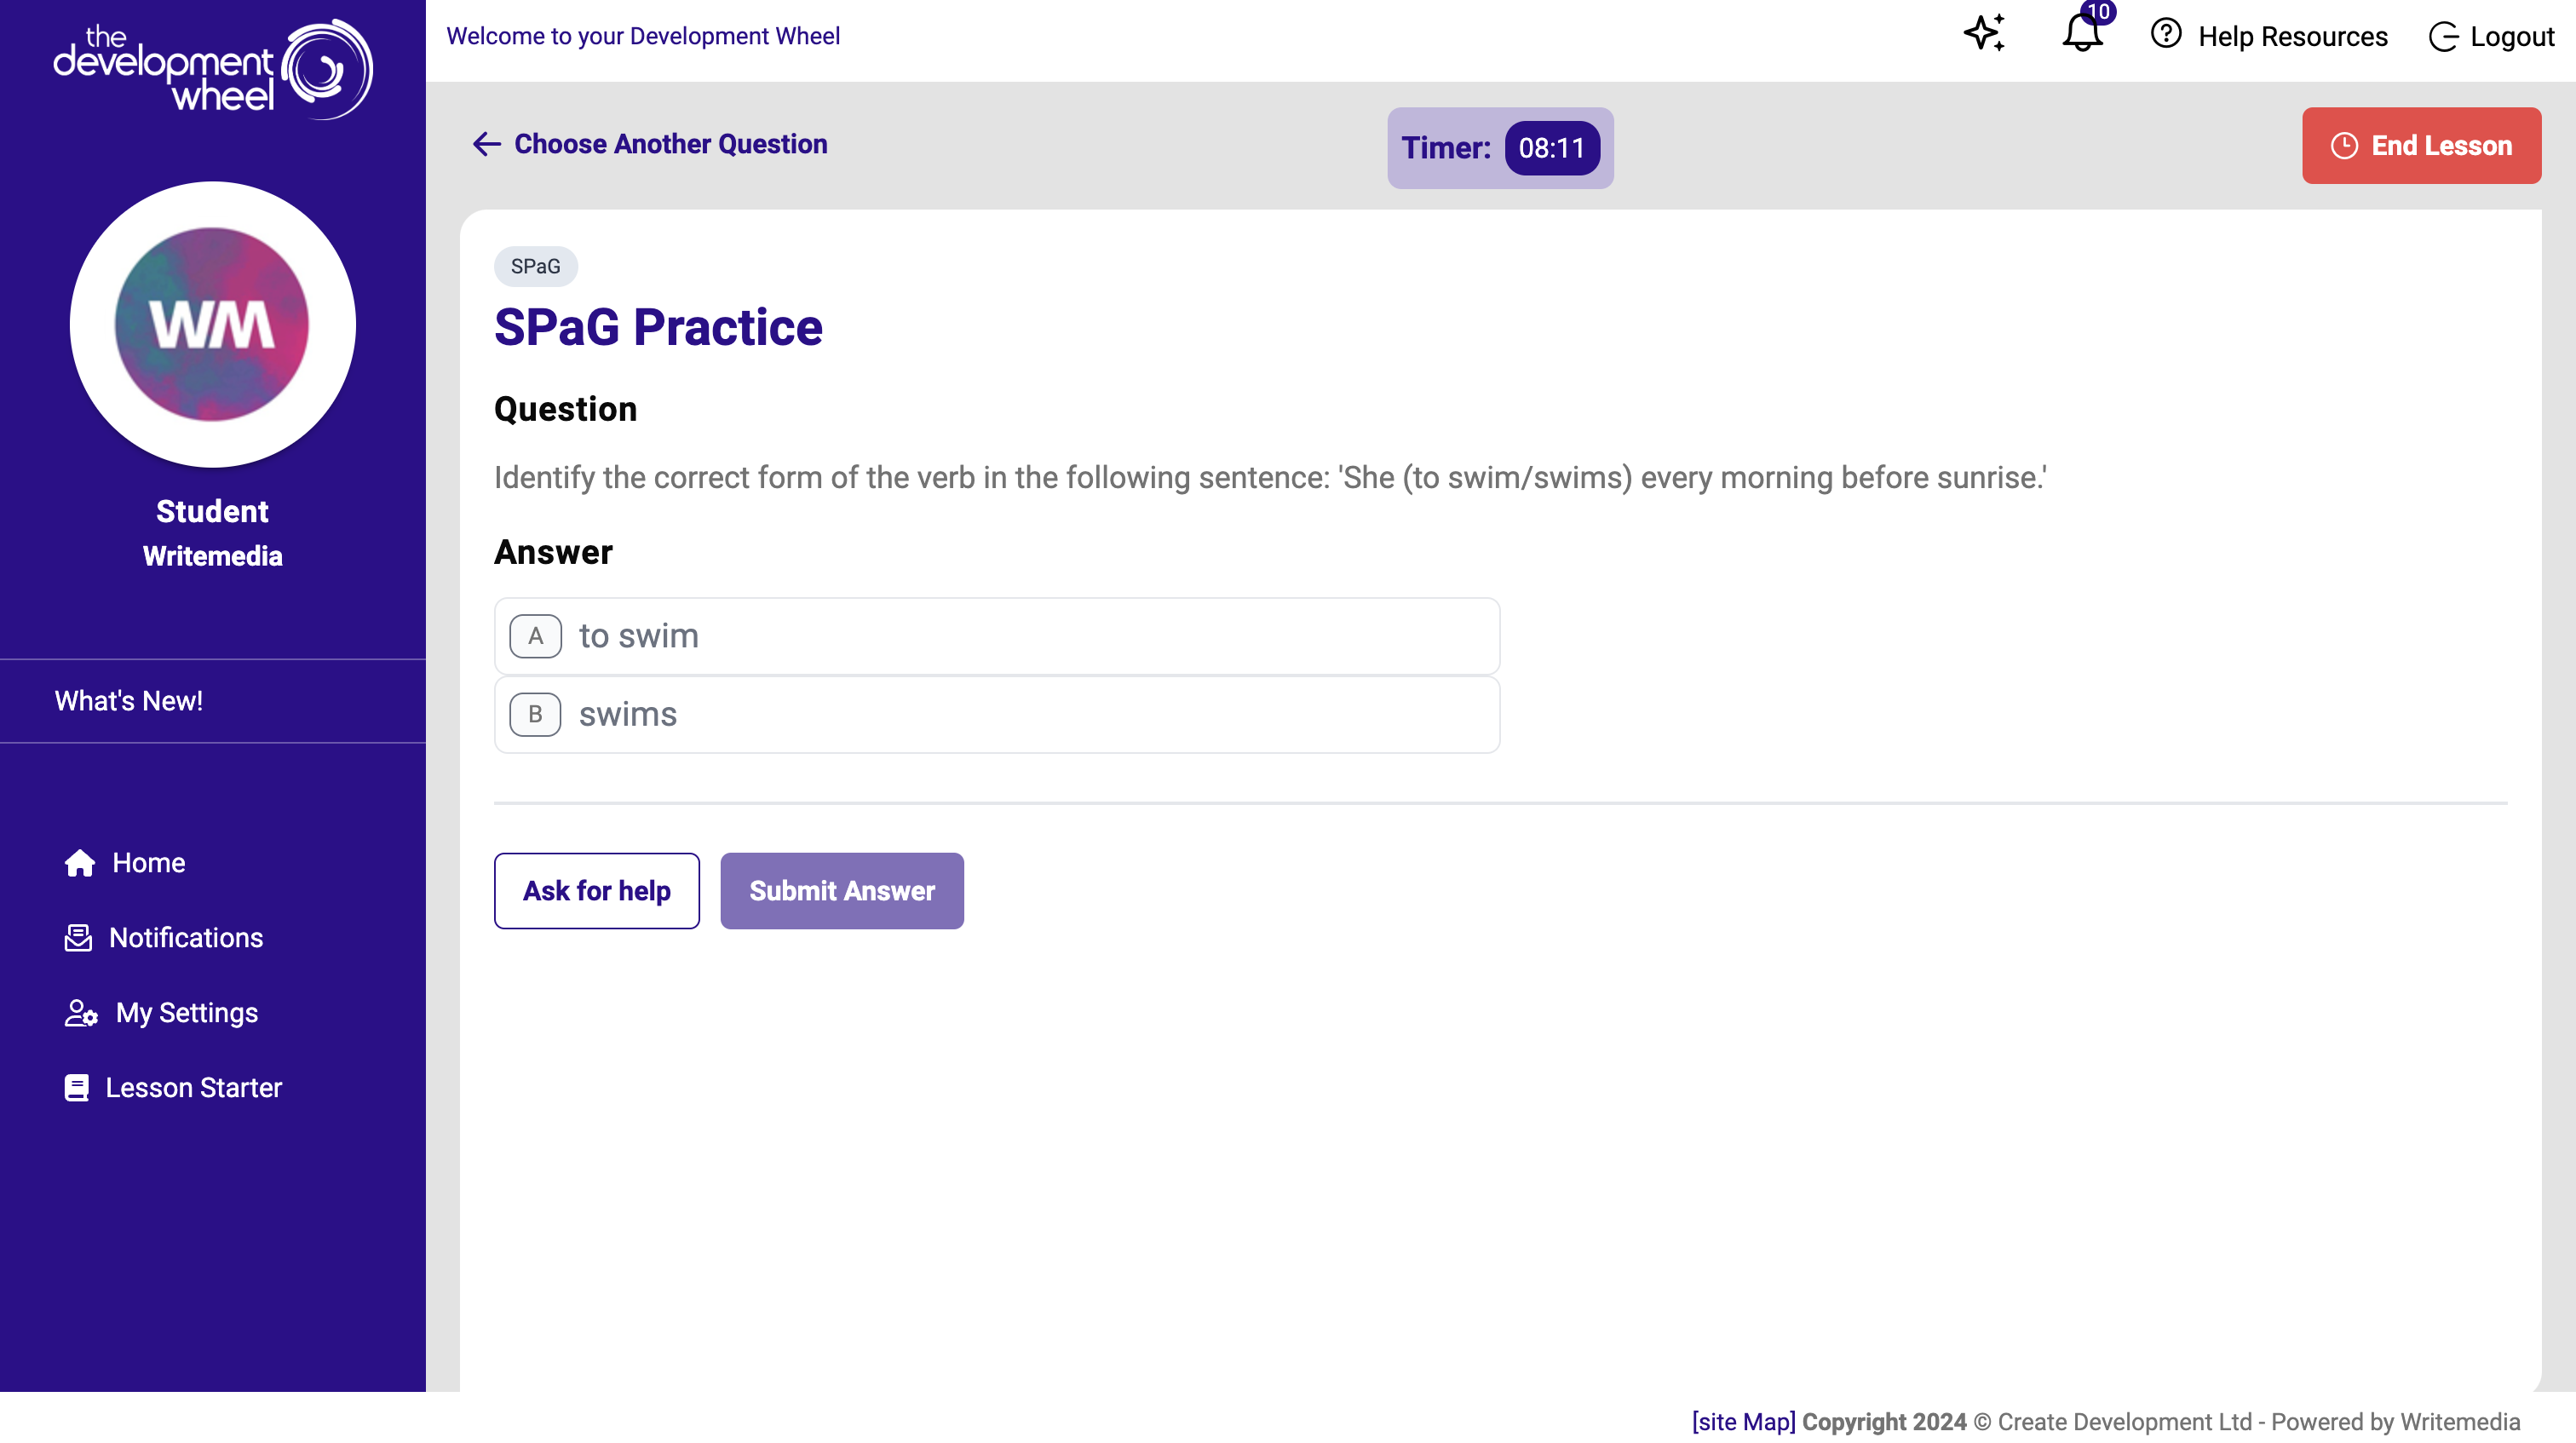 the
development
wheel
Welcome to your Development Wheel
10
Help Resources
Logout
Choose Another Question
Timer: 08:11
End Lesson
WM
Student
Writemedia
What's New!
Home
Notifications
My Settings
Lesson Starter
SPaG
SPaG Practice
Question
Identify the correct form of the verb in the following sentence: 'She (to swim/swims) every morning before sunrise.'
Answer
A to swim
B swims
Ask for help
Submit Answer
[site Map] Copyright 2024 © Create Development Ltd - Powered by Writemedia